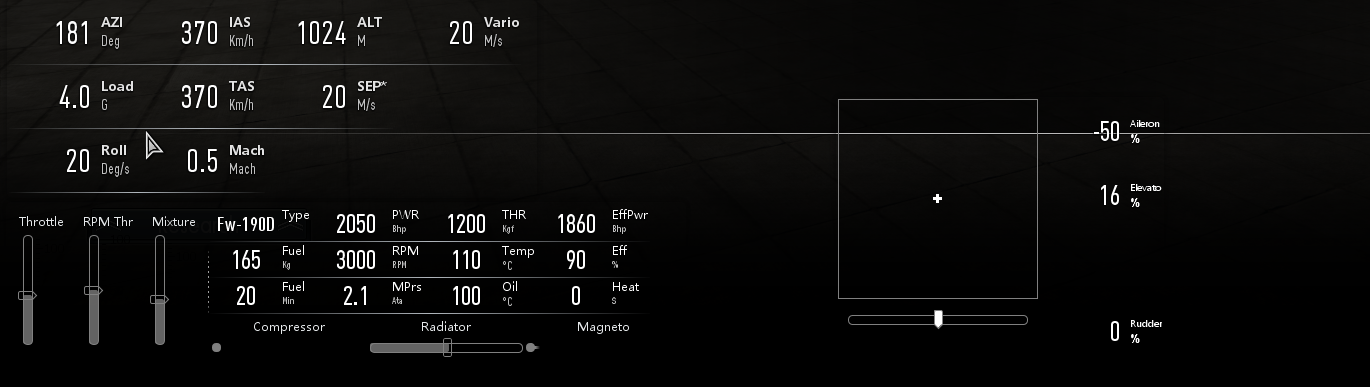 181 AZI Deg 370 IAS Km/h 1024 ALT M 20 Vario M/s
4.0 Load G 370 TAS Km/h 20 SEP* M/s
20 Roll Deg/s 0.5 Mach Mach
-50 Aileron %
16 Elevato %
Throttle RPM Thr Mixture
Fw-190D Type 2050 PWR Bhp 1200 THR Kgf 1860 EffPwr Bhp
165 Fuel Kg 3000 RPM RPM 110 Temp °C 90 Eff %
20 Fuel Min 2.1 MPrs Ata 100 Oil °C 0 Heat S
Compressor Radiator Magneto
0 Rudder %